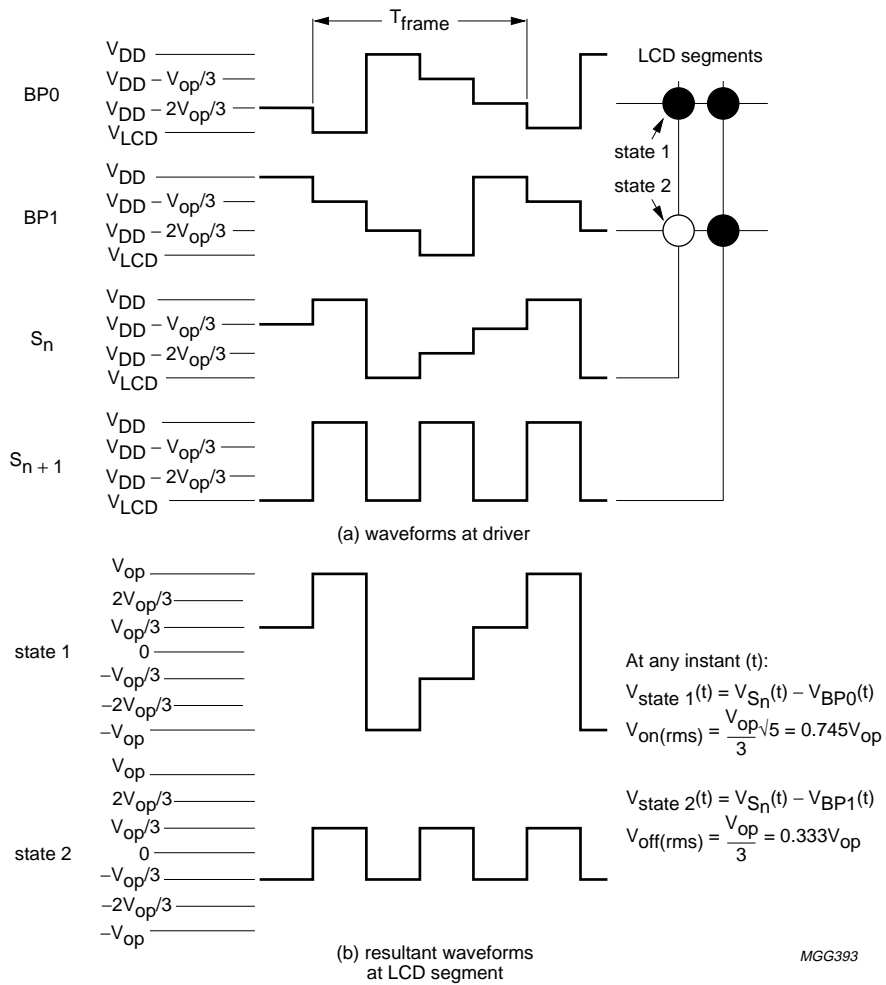 Tframe
VDD
VDD − Vop/3
VDD − 2Vop/3
VLCD
BP0
LCD segments
state 1
state 2
VDD
VDD − Vop/3
VDD − 2Vop/3
VLCD
BP1
VDD
VDD − Vop/3
VDD − 2Vop/3
VLCD
Sn
VDD
VDD − Vop/3
VDD − 2Vop/3
VLCD
Sn + 1
(a) waveforms at driver
Vop
2Vop/3
Vop/3
0
−Vop/3
−2Vop/3
−Vop
state 1
At any instant (t):
Vstate 1(t) = VSn(t) − VBP0(t)
Von(rms) = Vop/3 √5 = 0.745Vop
Vop
2Vop/3
Vop/3
0
−Vop/3
−2Vop/3
−Vop
state 2
Vstate 2(t) = VSn(t) − VBP1(t)
Voff(rms) = Vop/3 = 0.333Vop
(b) resultant waveforms
at LCD segment
MGG393